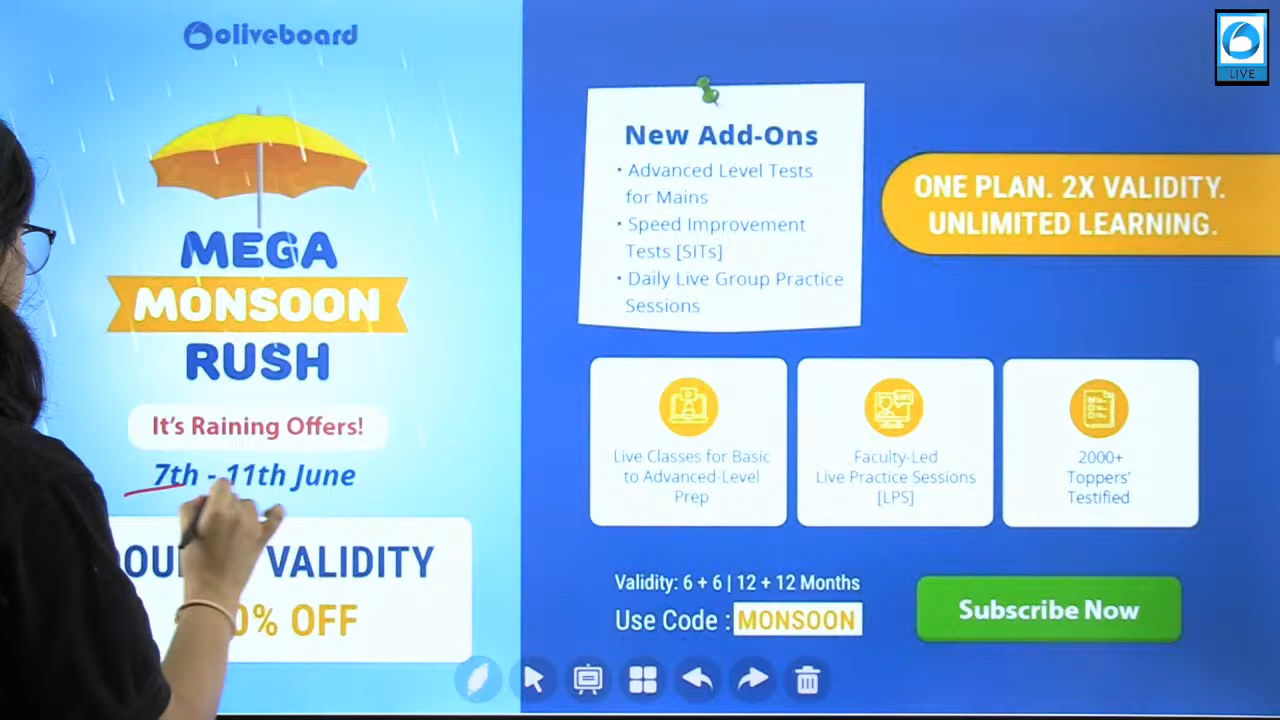 oliveboard
LIVE
MEGA
MONSOON
RUSH
It's Raining Offers!
7th - 11th June
VALIDITY
% OFF
New Add-Ons
• Advanced Level Tests
for Mains
• Speed Improvement
Tests [SITs]
• Daily Live Group Practice
Sessions
ONE PLAN. 2X VALIDITY.
UNLIMITED LEARNING.
Live Classes for Basic
to Advanced-Level
Prep
Faculty-Led
Live Practice Sessions
[LPS]
2000+
Toppers'
Testified
Validity: 6 + 6 | 12 + 12 Months
Use Code : MONSOON
Subscribe Now